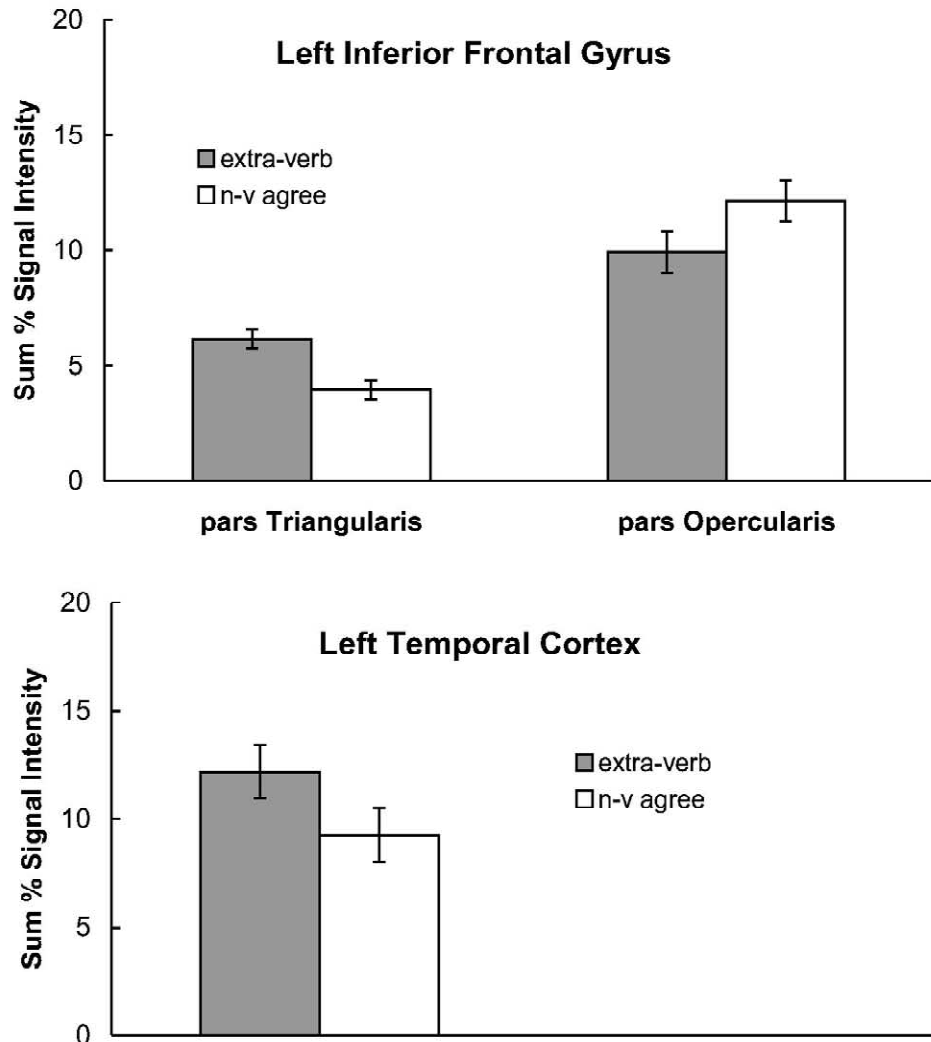 Left Inferior Frontal Gyrus
Sum % Signal Intensity
20
15
10
5
0
extra-verb
n-v agree
pars Triangularis pars Opercularis
Left Temporal Cortex
Sum % Signal Intensity
20
15
10
5
0
extra-verb
n-v agree